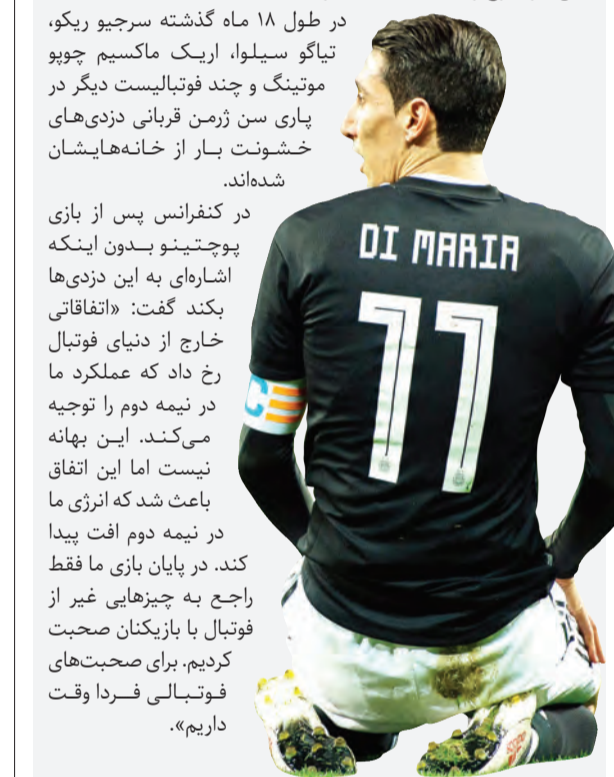 در طول ۱۸ ماه گذشته سرجیو ریکو،
تیاگو سیلوا، اریک ماکسیم چوپو
موتینگ و چند فوتبالیست دیگر در
پاری سن ژرمن قربانی دزدی‌های
خشونت بار از خانه‌هایشان
شده‌اند.
در کنفرانس پس از بازی
پوچتینو بدون اینکه
اشاره‌ای به این دزدی‌ها
بکند گفت: «اتفاقاتی
خارج از دنیای فوتبال
رخ داد که عملکرد ما
در نیمه دوم را توجیه
می‌کند. این بهانه
نیست اما این اتفاق
باعث شد که انرژی ما
در نیمه دوم افت پیدا
کند. در پایان بازی ما فقط
راجع به چیزهایی غیر از
فوتبال با بازیکنان صحبت
کردیم. برای صحبت‌های
فوتبالی فردا وقت
داریم».
DI MARIA
11
C